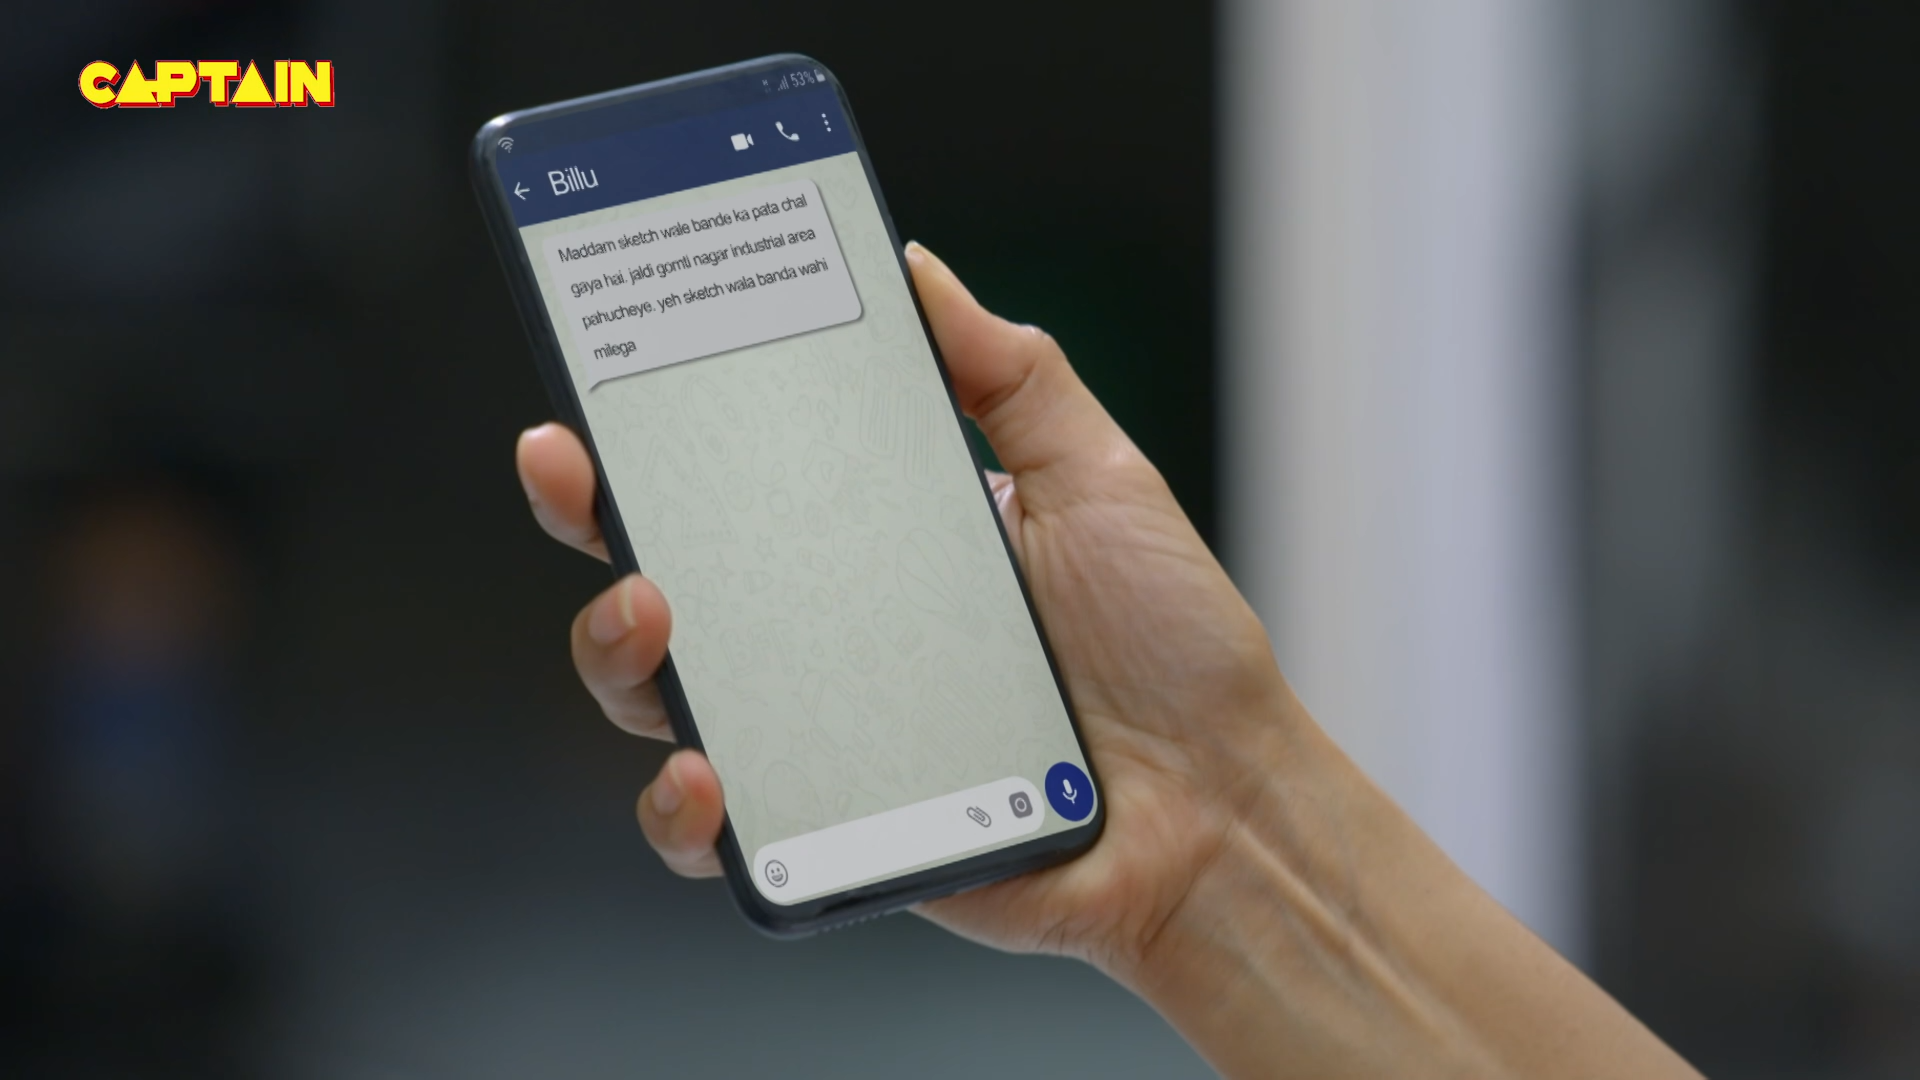 CAPTAIN
53%
Billu
Maddam sketch wale bande ka pata chal
gaya hai. jaldi gomti nagar industrial area
pahucheye. yeh sketch wala banda wahi
milega